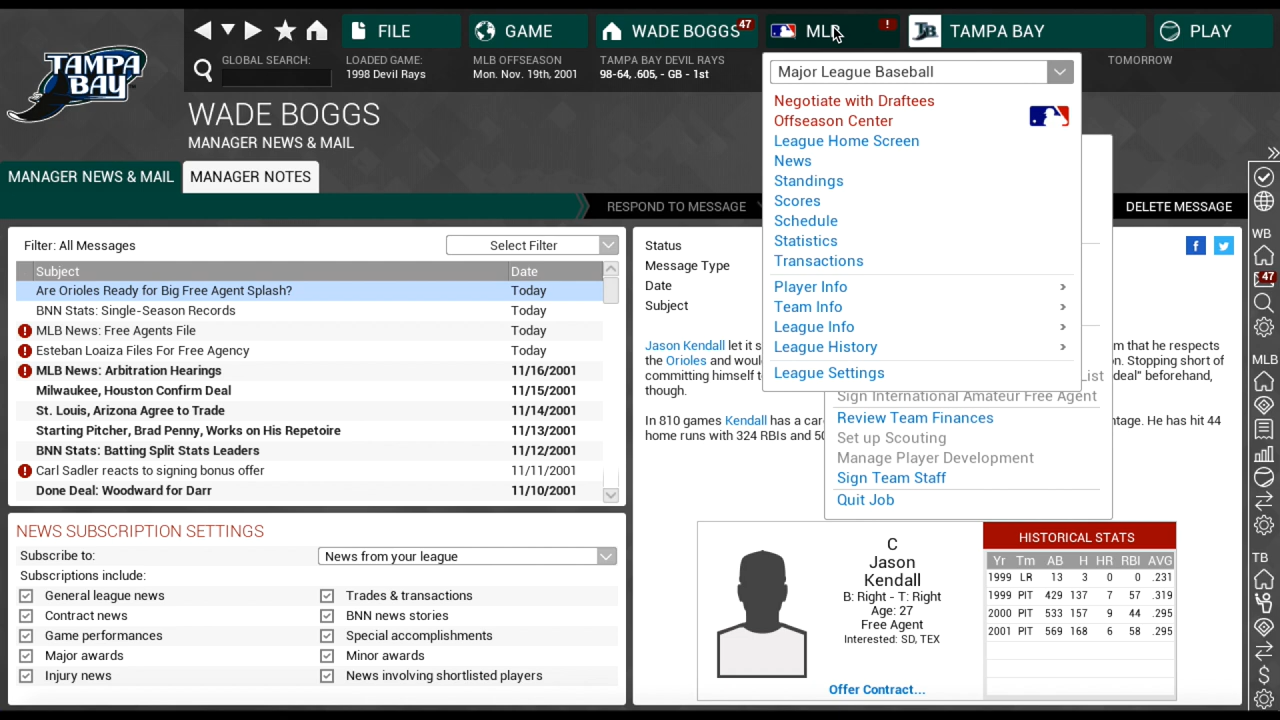 TAMPA BAY
FILE
GAME
WADE BOGGS 47
MLB !
TAMPA BAY
PLAY
GLOBAL SEARCH:
LOADED GAME:
1998 Devil Rays
MLB OFFSEASON
Mon. Nov. 19th, 2001
TAMPA BAY DEVIL RAYS
98-64, .605, - GB - 1st
TOMORROW
WADE BOGGS
MANAGER NEWS & MAIL
MANAGER NEWS & MAIL
MANAGER NOTES
RESPOND TO MESSAGE
DELETE MESSAGE
Major League Baseball
Negotiate with Draftees
Offseason Center
League Home Screen
News
Standings
Scores
Schedule
Statistics
Transactions
Player Info
Team Info
League Info
League History
League Settings
List
Sign International Amateur Free Agent
Review Team Finances
Set up Scouting
Manage Player Development
Sign Team Staff
Quit Job
Filter: All Messages
Select Filter
Subject Date
Are Orioles Ready for Big Free Agent Splash? Today
BNN Stats: Single-Season Records Today
! MLB News: Free Agents File Today
! Esteban Loaiza Files For Free Agency Today
! MLB News: Arbitration Hearings 11/16/2001
Milwaukee, Houston Confirm Deal 11/15/2001
St. Louis, Arizona Agree to Trade 11/14/2001
Starting Pitcher, Brad Penny, Works on His Repetoire 11/13/2001
BNN Stats: Batting Split Stats Leaders 11/12/2001
! Carl Sadler reacts to signing bonus offer 11/11/2001
Done Deal: Woodward for Darr 11/10/2001
NEWS SUBSCRIPTION SETTINGS
Subscribe to: News from your league
Subscriptions include:
General league news Trades & transactions
Contract news BNN news stories
Game performances Special accomplishments
Major awards Minor awards
Injury news News involving shortlisted players
Status
Message Type
Date
Subject
Jason Kendall let it s m that he respects
the Orioles and woul on. Stopping short of
committing himself t deal" beforehand,
though.
In 810 games Kendall has a car ntage. He has hit 44
home runs with 324 RBIs and 50
C
Jason
Kendall
B: Right - T: Right
Age: 27
Free Agent
Interested: SD, TEX
Offer Contract...
HISTORICAL STATS
Yr Tm AB H HR RBI AVG
1999 LR 13 3 0 0 .231
1999 PIT 429 137 7 57 .319
2000 PIT 533 157 9 44 .295
2001 PIT 569 168 6 58 .295
WB
47
MLB
TB